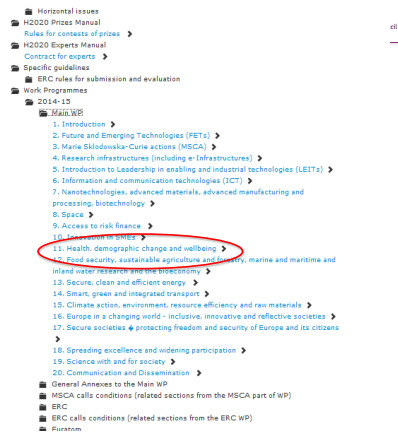 Horizontal issues
H2020 Prizes Manual
Rules for contests of prizes
H2020 Experts Manual
Contract for experts
Specific guidelines
ERC rules for submission and evaluation
Work Programmes
2014-15
Main WP
1. Introduction
2. Future and Emerging Technologies (FETs)
3. Marie Sklodowska-Curie actions (MSCA)
4. Research infrastructures (including e-Infrastructures)
5. Introduction to Leadership in enabling and industrial technologies (LEITs)
6. Information and communication technologies (ICT)
7. Nanotechnologies, advanced materials, advanced manufacturing and
processing, biotechnology
8. Space
9. Access to risk finance
10. Innovation in SMEs
11. Health, demographic change and wellbeing
12. Food security, sustainable agriculture and forestry, marine and maritime and
inland water research and the bioeconomy
13. Secure, clean and efficient energy
14. Smart, green and integrated transport
15. Climate action, environment, resource efficiency and raw materials
16. Europe in a changing world - inclusive, innovative and reflective societies
17. Secure societies � protecting freedom and security of Europe and its citizens
18. Spreading excellence and widening participation
19. Science with and for society
20. Communication and Dissemination
General Annexes to the Main WP
MSCA calls conditions (related sections from the MSCA part of WP)
ERC
ERC calls conditions (related sections from the ERC WP)
Euratom